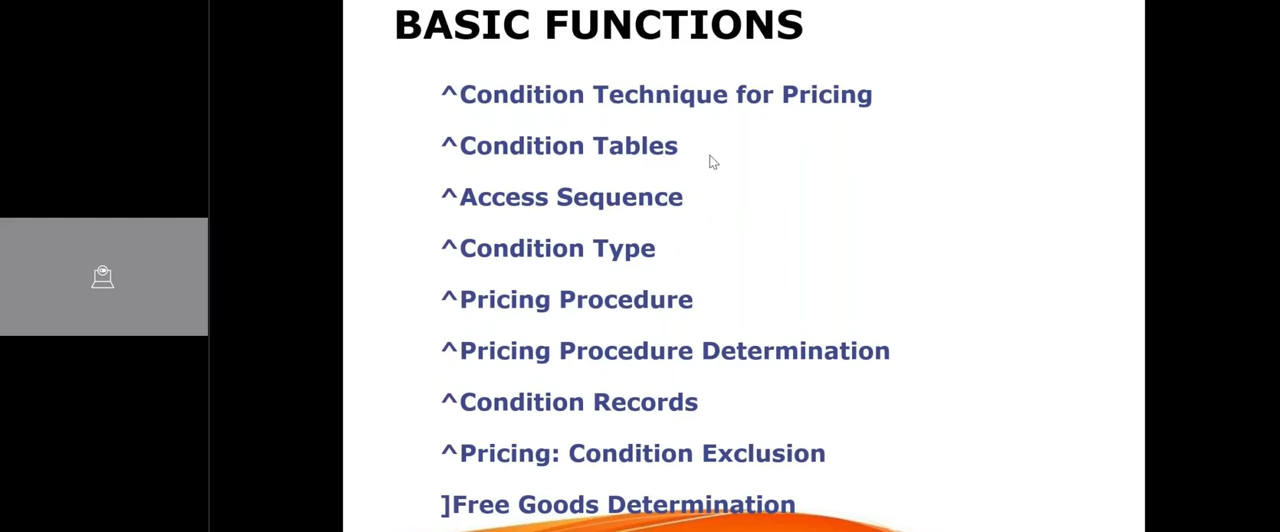 BASIC FUNCTIONS
^Condition Technique for Pricing
^Condition Tables
^Access Sequence
^Condition Type
^Pricing Procedure
^Pricing Procedure Determination
^Condition Records
^Pricing: Condition Exclusion
]Free Goods Determination